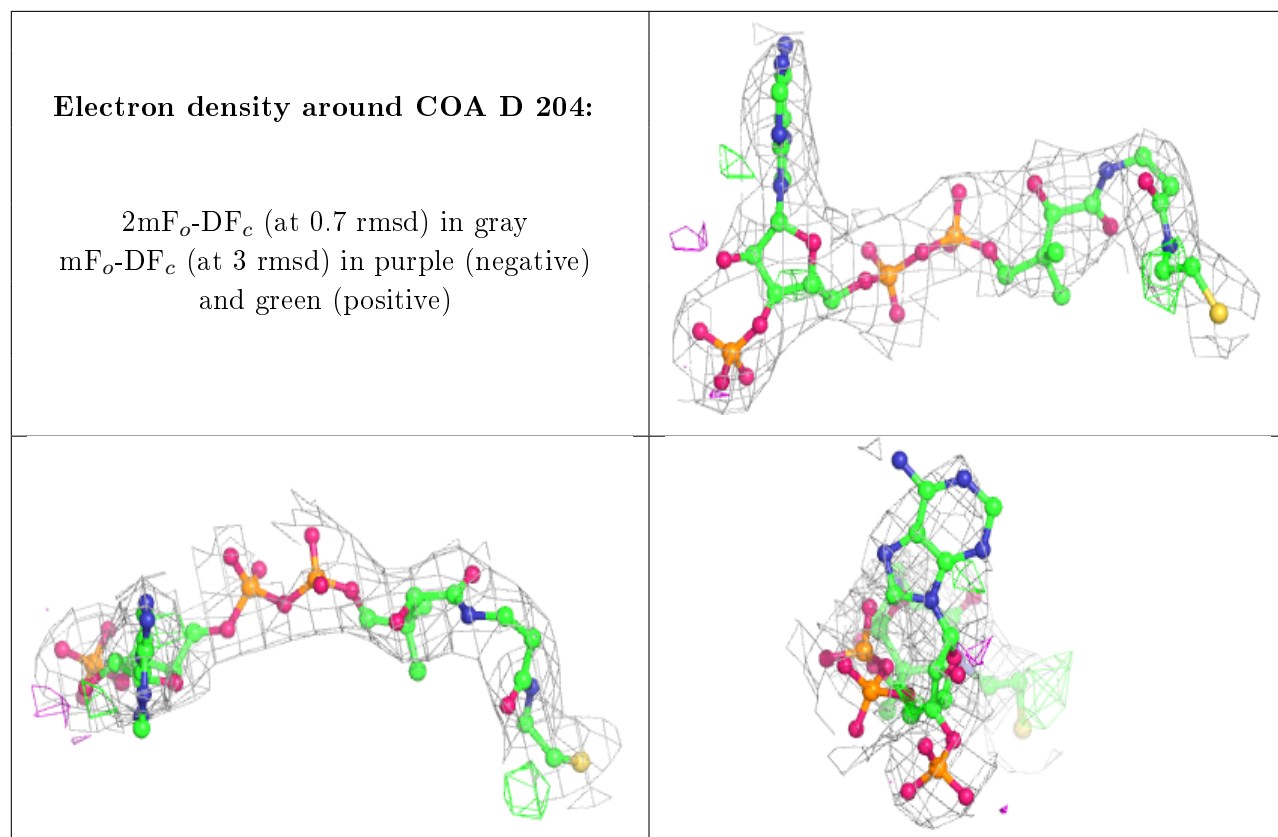 Electron density around COA D 204:
2mFo-DFc (at 0.7 rmsd) in gray
mFo-DFc (at 3 rmsd) in purple (negative)
and green (positive)